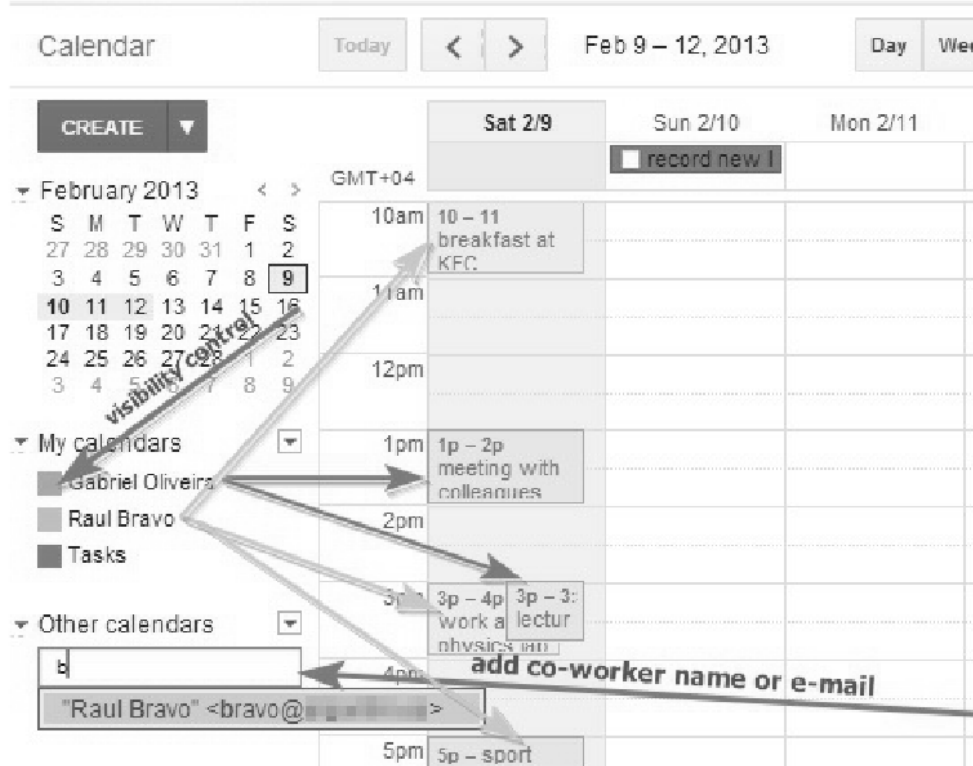 Calendar
Today < > Feb 9 – 12, 2013 Day
CREATE
Sat 2/9 Sun 2/10 Mon 2/11
record new
GMT+04
February 2013 < >
S M T W T F S
27 28 29 30 31 1 2
3 4 5 6 7 8 9
10 11 12 13 14 15 16
17 18 19 20 21 22 23
24 25 26 27 28 1 2
3 4 5 6 7 8 9
visibility control
10am
10 – 11
breakfast at
KFC
11am
12pm
My calendars
Gabriel Oliveira
Raul Bravo
Tasks
1pm
1p – 2p
meeting with
colleagues
2pm
3pm
3p – 4p
work a
physics lab
3p – 3:
lectur
Other calendars
b
"Raul Bravo" <bravo@
4pm
add co-worker name or e-mail
5pm
5p – sport